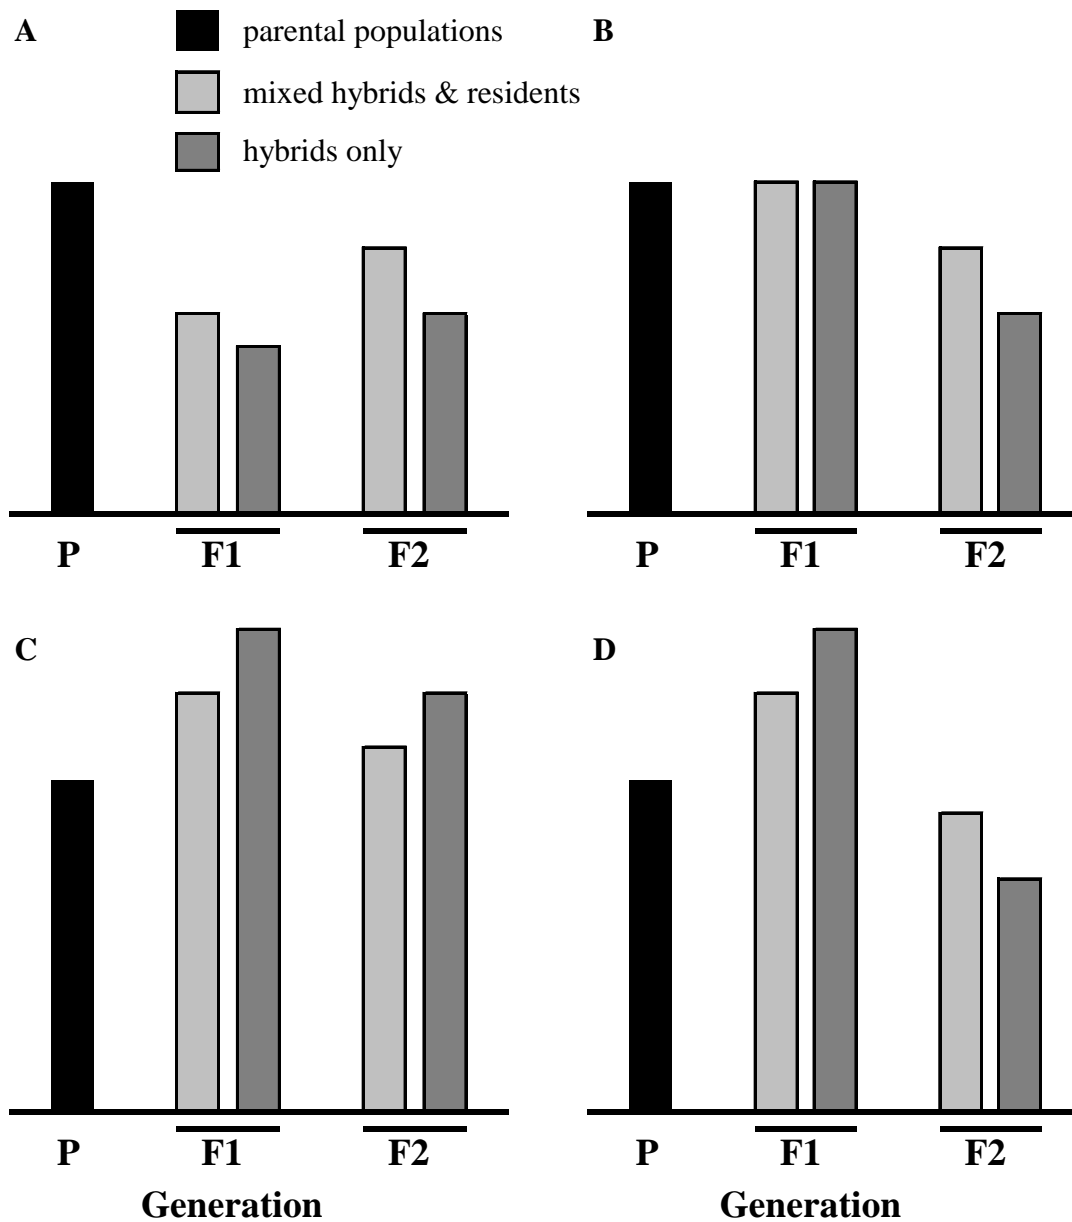 A
parental populations
mixed hybrids & residents
hybrids only
B
P
F1
F2
P
F1
F2
C
D
P
F1
F2
Generation
P
F1
F2
Generation